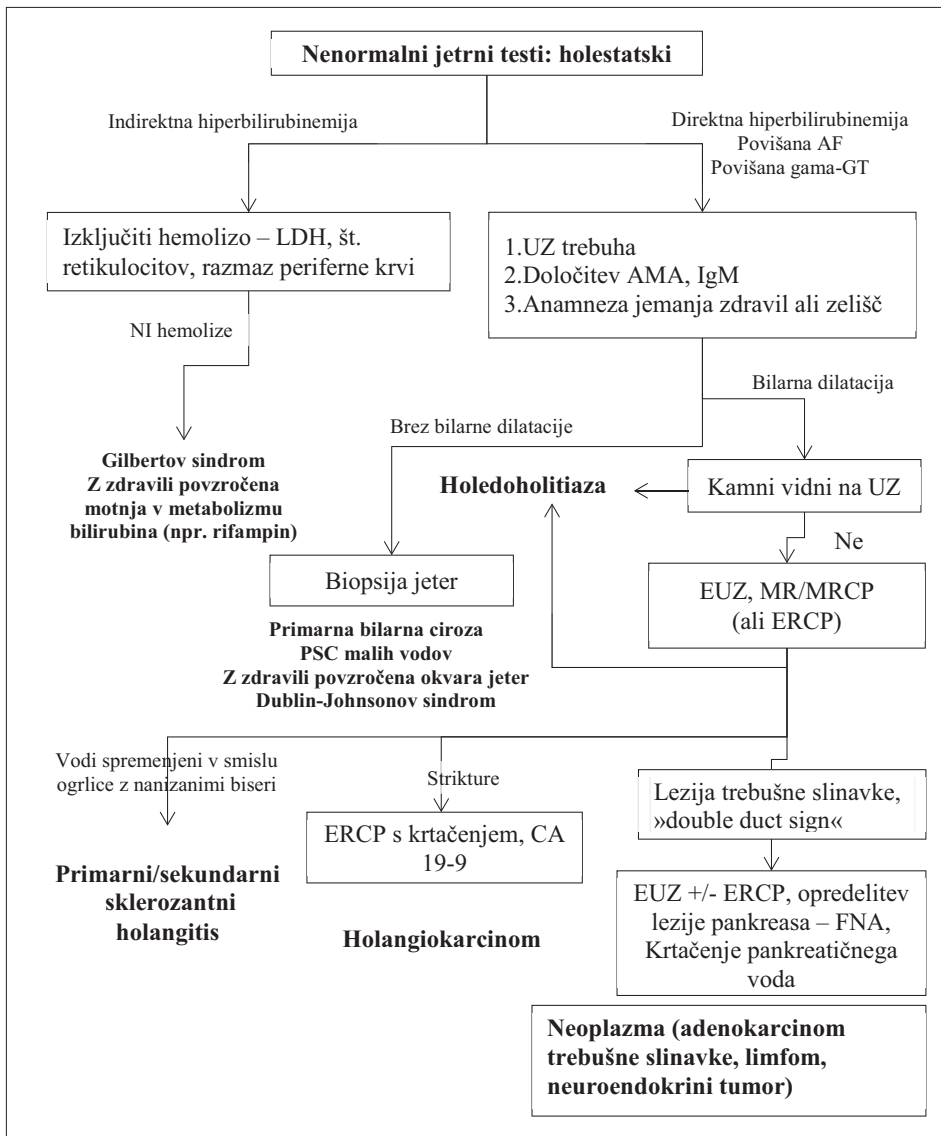 Nenormalni jetrni testi: holestatski
Indirektna hiperbilirubinemija
Direktna hiperbilirubinemija
Povišana AF
Povišana gama-GT
Izključiti hemolizo – LDH, št.
retikulocitov, razmaz periferne krvi
1.UZ trebuha
2.Določitev AMA, IgM
3.Anamneza jemanja zdravil ali zelišč
NI hemolize
Bilarna dilatacija
Brez bilarne dilatacije
Gilbertov sindrom
Z zdravili povzročena
motnja v metabolizmu
bilirubina (npr. rifampin)
Holedoholitiaza
Kamni vidni na UZ
Ne
Biopsija jeter
EUZ, MR/MRCP
(ali ERCP)
Primarna bilarna ciroza
PSC malih vodov
Z zdravili povzročena okvara jeter
Dublin-Johnsonov sindrom
Vodi spremenjeni v smislu
ogrlice z nanizanimi biseri
Strikture
Lezija trebušne slinavke,
»double duct sign«
ERCP s krtačenjem, CA
19-9
Primarni/sekundarni
sklerozantni
holangitis
Holangiokarcinom
EUZ +/- ERCP, opredelitev
lezije pankreasa – FNA,
Krtačenje pankreatičnega
voda
Neoplazma (adenokarcinom
trebušne slinavke, limfom,
neuroendokrini tumor)